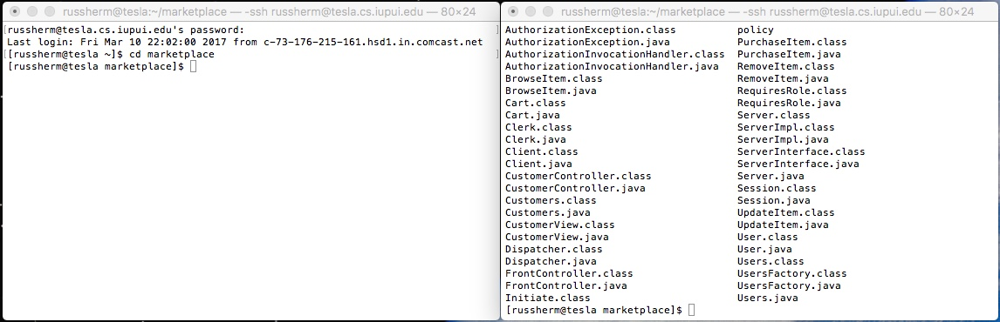 russherm@tesla:~/marketplace — -ssh russherm@tesla.cs.iupui.edu — 80×24
[russherm@tesla.cs.iupui.edu's password: ]
Last login: Fri Mar 10 22:02:00 2017 from c-73-176-215-161.hsd1.in.comcast.net
[[russherm@tesla ~]$ cd marketplace ]
[russherm@tesla marketplace]$
russherm@tesla:~/marketplace — -ssh russherm@tesla.cs.iupui.edu — 80×24
AuthorizationException.class policy
AuthorizationException.java PurchaseItem.class
AuthorizationInvocationHandler.class PurchaseItem.java
AuthorizationInvocationHandler.java RemoveItem.class
BrowseItem.class RemoveItem.java
BrowseItem.java RequiresRole.class
Cart.class RequiresRole.java
Cart.java Server.class
Clerk.class ServerImpl.class
Clerk.java ServerImpl.java
Client.class ServerInterface.class
Client.java ServerInterface.java
CustomerController.class Server.java
CustomerController.java Session.class
Customers.class Session.java
Customers.java UpdateItem.class
CustomerView.class UpdateItem.java
CustomerView.java User.class
Dispatcher.class User.java
Dispatcher.java Users.class
FrontController.class UsersFactory.class
FrontController.java UsersFactory.java
Initiate.class Users.java
[russherm@tesla marketplace]$